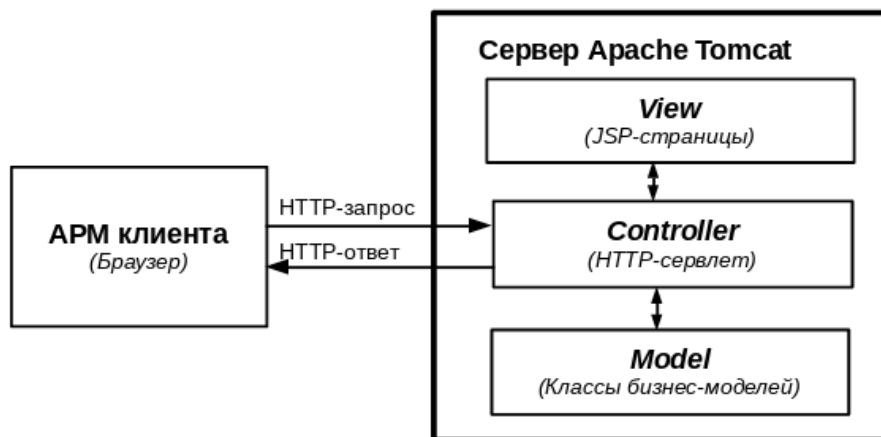 Сервер Apache Tomcat
View
(JSP-страницы)
HTTP-запрос
АРМ клиента
(Браузер)
HTTP-ответ
Controller
(HTTP-сервлет)
Model
(Классы бизнес-моделей)